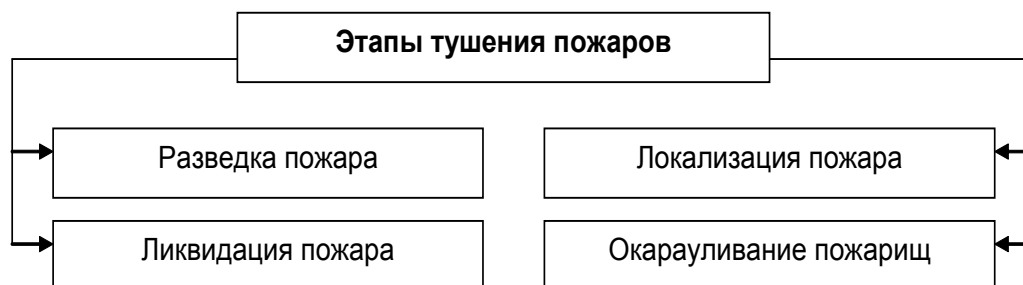 Этапы тушения пожаров
Разведка пожара
Локализация пожара
Ликвидация пожара
Окарауливание пожарищ